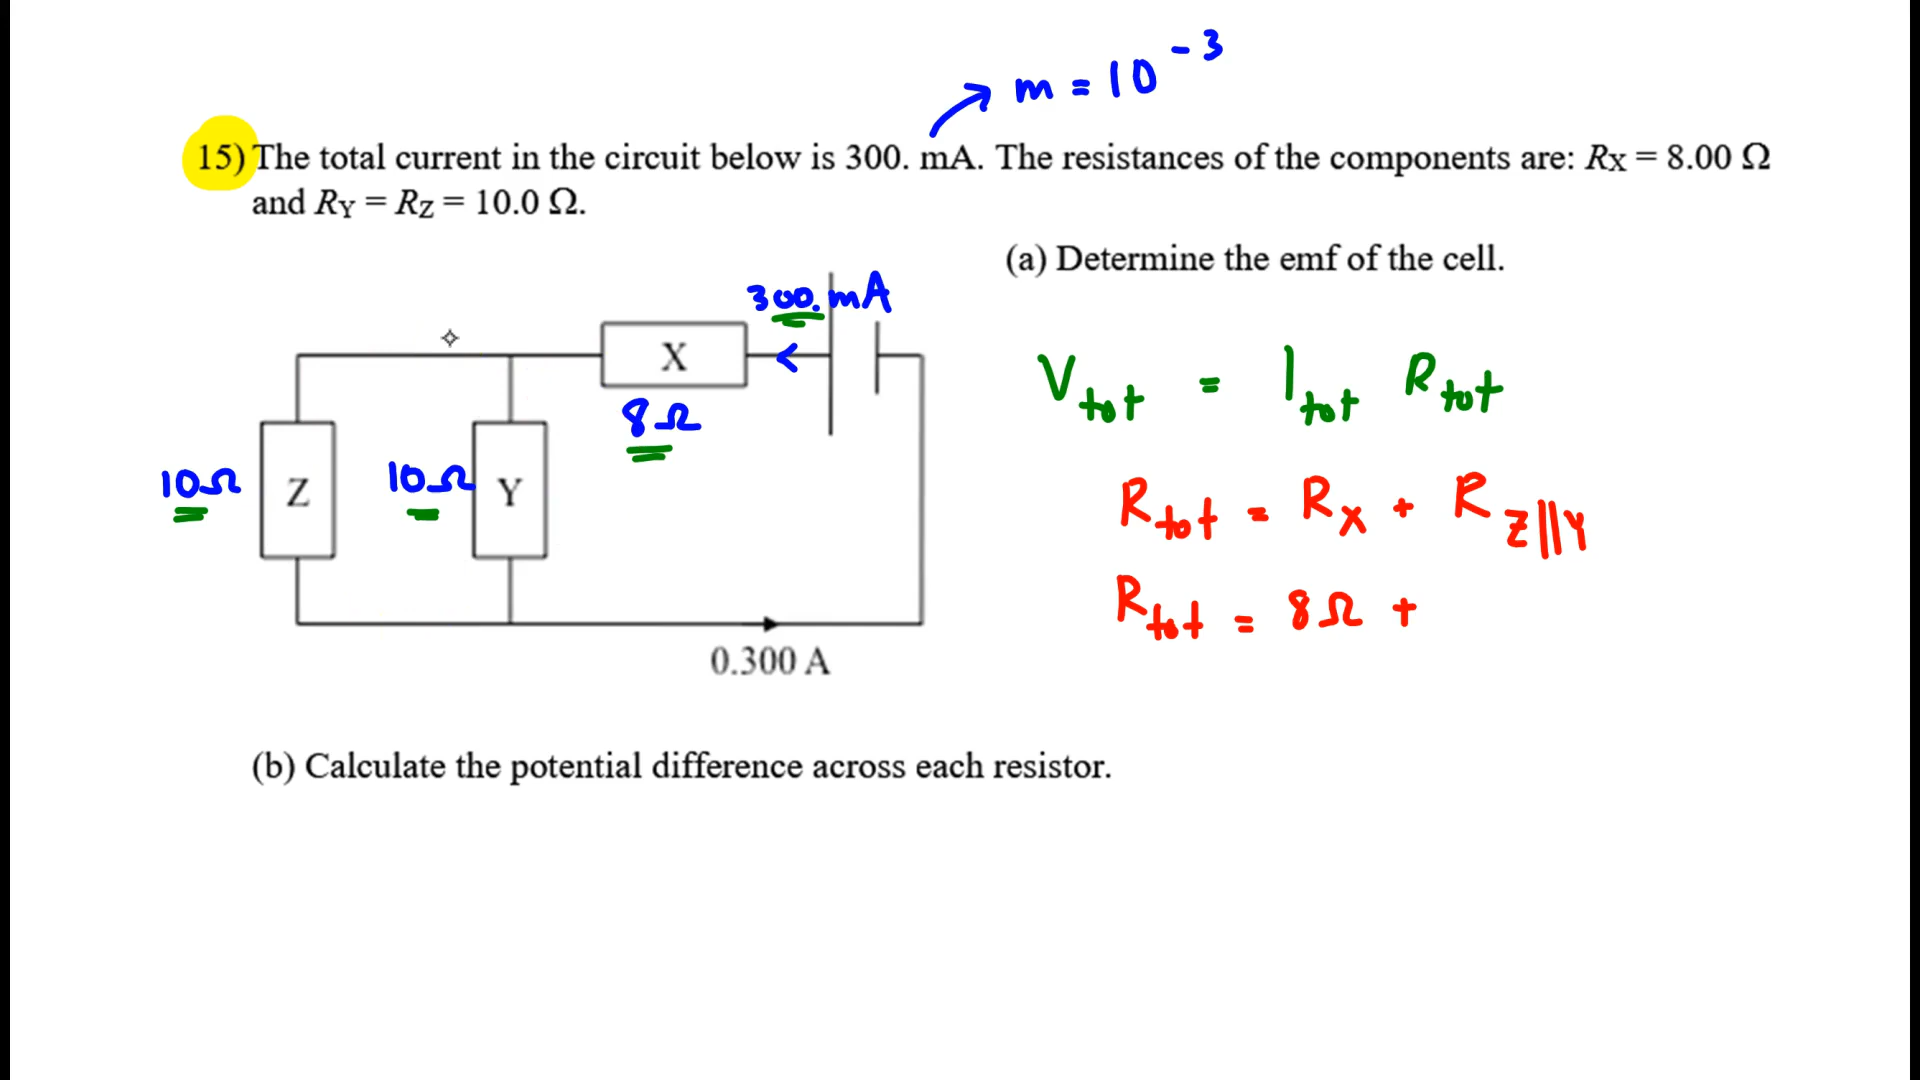 m = 10⁻³
15) The total current in the circuit below is 300. mA. The resistances of the components are: Rx = 8.00 Ω
and RY = RZ = 10.0 Ω.
(a) Determine the emf of the cell.
300. mA
X
8Ω
10Ω
Z
10Ω
Y
0.300 A
Vtot = Itot Rtot
Rtot = Rx + Rz||Y
Rtot = 8Ω +
(b) Calculate the potential difference across each resistor.